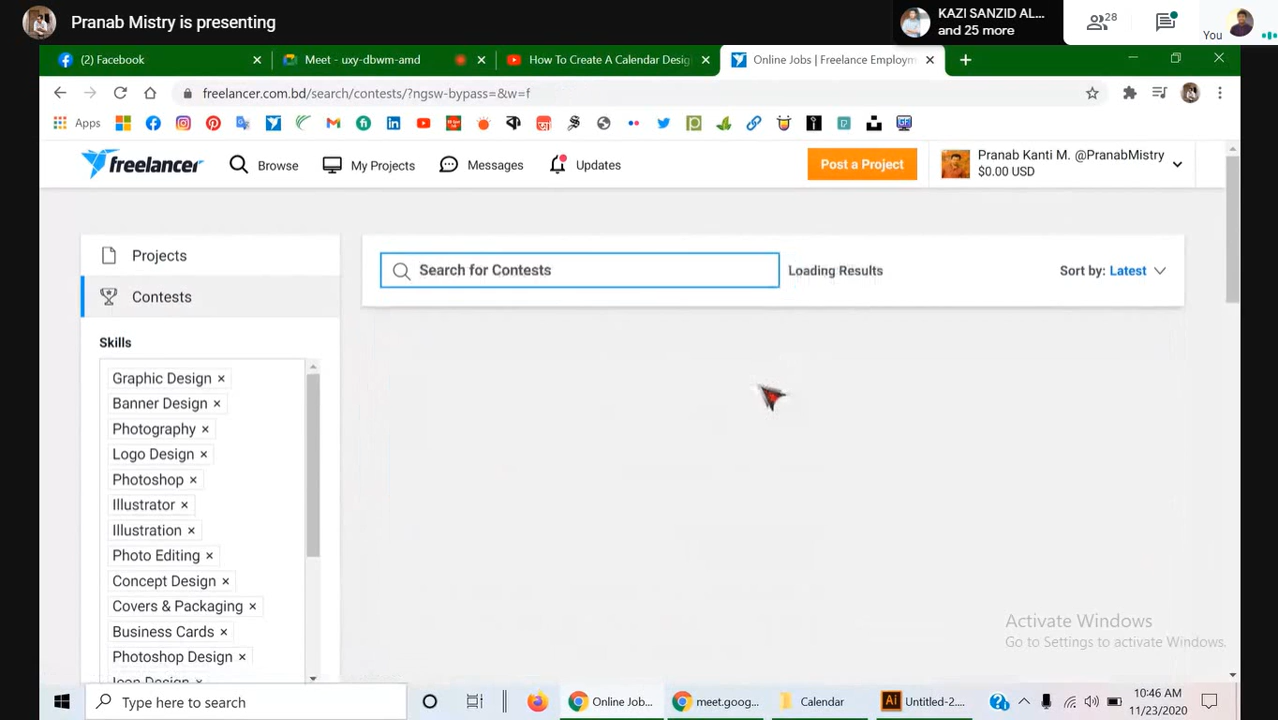 Pranab Mistry is presenting
KAZI SANZID AL...
and 25 more
28
You
(2) Facebook
Meet - uxy-dbwm-amd
How To Create A Calendar Desig
Online Jobs | Freelance Employm
freelancer.com.bd/search/contests/?ngsw-bypass=&w=f
Apps
freelancer
Browse
My Projects
Messages
Updates
Post a Project
Pranab Kanti M. @PranabMistry
$0.00 USD
Projects
Contests
Search for Contests
Loading Results
Sort by: Latest
Skills
Graphic Design ×
Banner Design ×
Photography ×
Logo Design ×
Photoshop ×
Illustrator ×
Illustration ×
Photo Editing ×
Concept Design ×
Covers & Packaging ×
Business Cards ×
Photoshop Design ×
Icon Design ×
Activate Windows
Go to Settings to activate Windows.
Type here to search
Online Job...
meet.goog...
Calendar
Ai
Untitled-2....
10:46 AM
11/23/2020